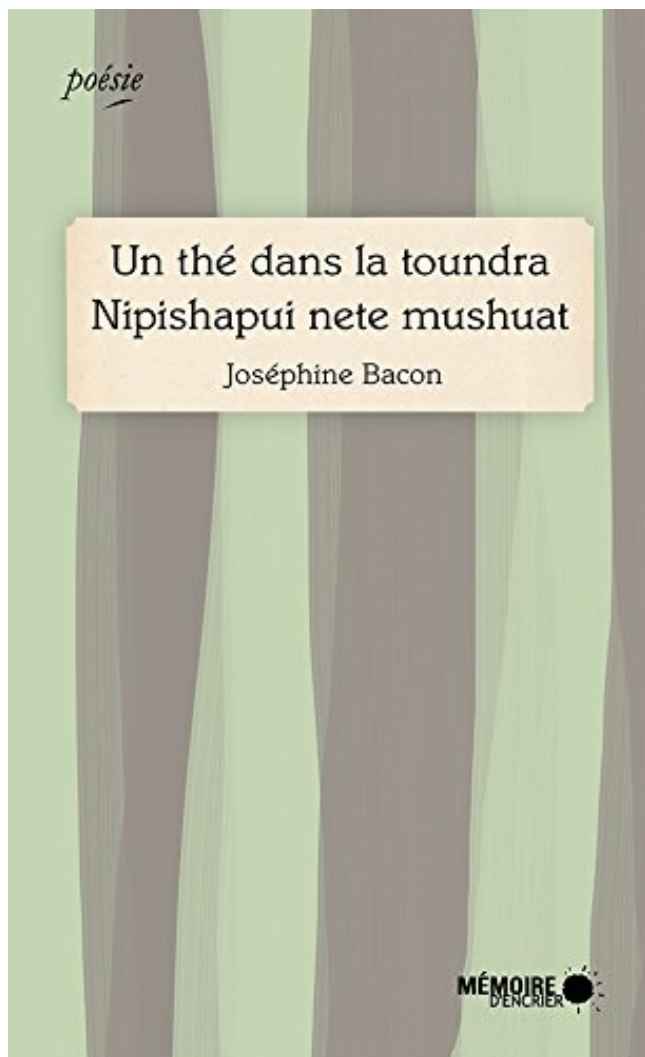 poésie
Un thé dans la toundra
Nipishapui nete mushuat
Joséphine Bacon
MÉMOIRE
D'ENCRIER